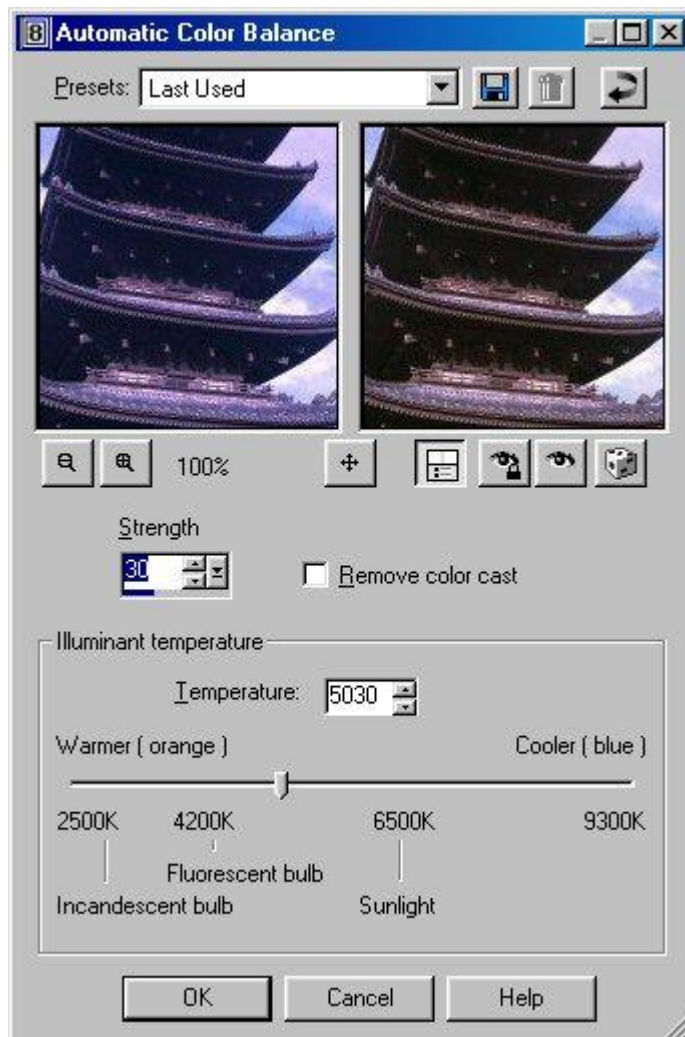 8 Automatic Color Balance
Presets: Last Used
100%
Strength
30
Remove color cast
Illuminant temperature
Temperature: 5030
Warmer ( orange ) Cooler ( blue )
2500K 4200K 6500K 9300K
Fluorescent bulb
Incandescent bulb Sunlight
OK Cancel Help